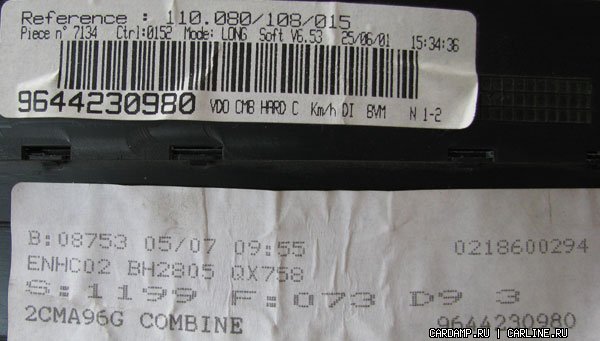 Reference : 110.080/108/015
Piece n° 7134 Ctrl:0152 Mode: LONG Soft V6.53 25/06/01 15:34:36
9644230980 VDO CMB HARD C Km/h DI BVM N 1-2
B:08753 05/07 09:55 0218600294
ENHC02 BH2805 QX758
S:1199 F:073 D9 3
2CMA96G COMBINE 9644230980
CARDAMP.RU | CARLINE.RU